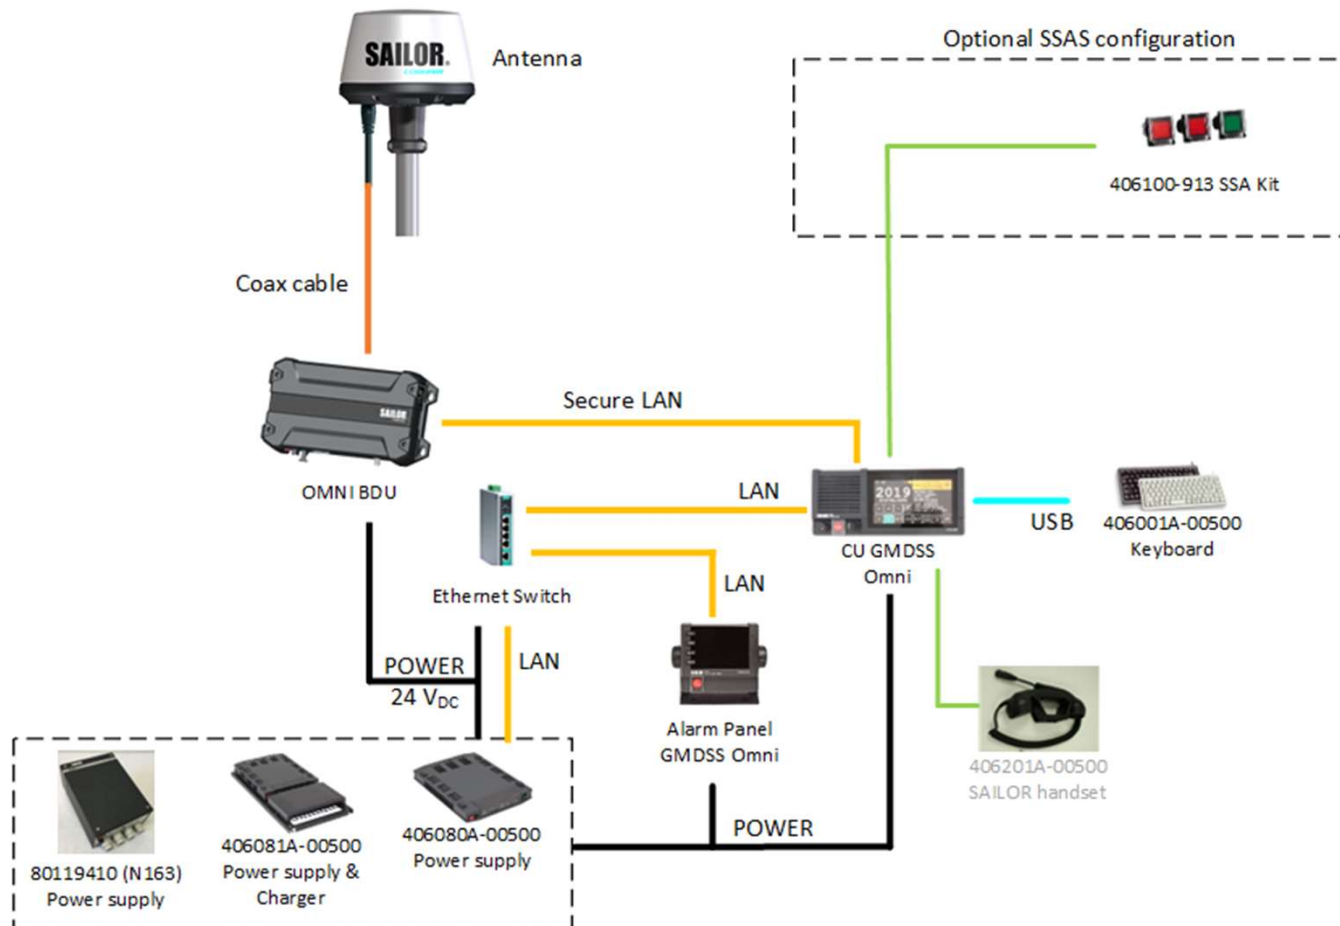 SAILOR.
Antenna
Optional SSAS configuration
406100-913 SSA Kit
Coax cable
SAILOR
Secure LAN
OMNI BDU
LAN
2019
CU GMDSS
Omni
USB
406001A-00500
Keyboard
Ethernet Switch
LAN
POWER
24 VDC
LAN
Alarm Panel
GMDSS Omni
406201A-00500
SAILOR handset
POWER
80119410 (N163)
Power supply
406081A-00500
Power supply &
Charger
406080A-00500
Power supply